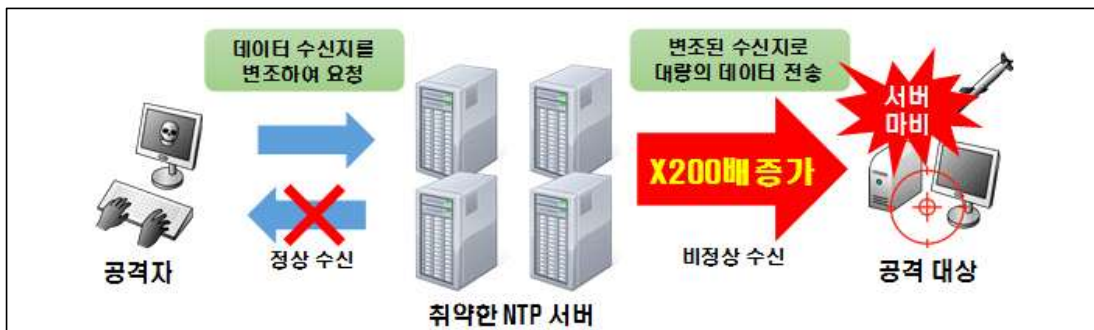 데이터 수신지를
변조하여 요청
변조된 수신지로
대량의 데이터 전송
서버
마비
X200배증가
공격자
정상 수신
비정상 수신
공격 대상
취약한 NTP 서버